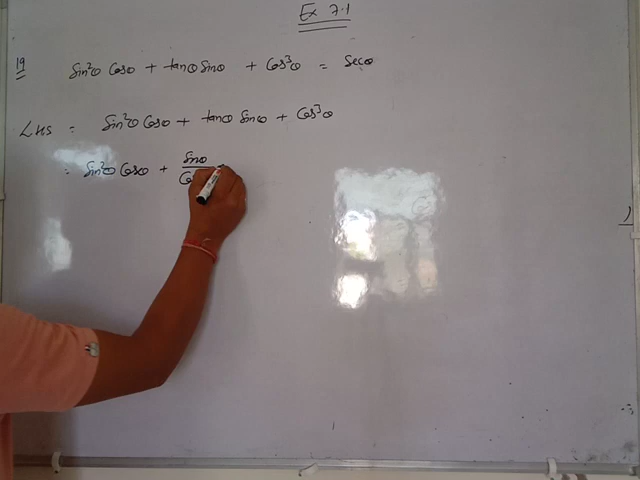 Ex 7.1
19 Sin²θ Cosθ + tanθ Sinθ + Cos³θ = Secθ
LHS = Sin²θ Cosθ + tanθ Sinθ + Cos³θ
= Sin²θ Cosθ + Sinθ